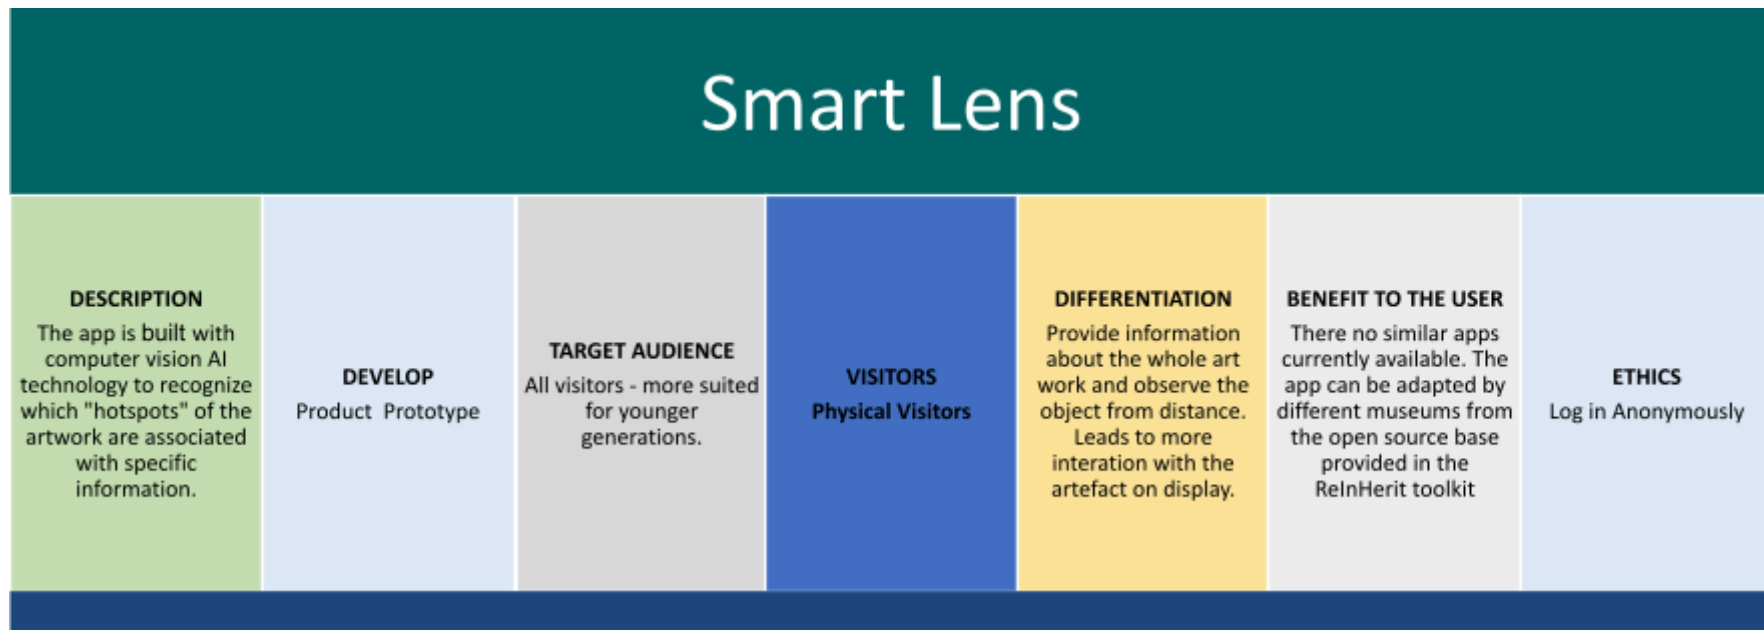 Smart Lens
DESCRIPTION
The app is built with
computer vision AI
technology to recognize
which "hotspots" of the
artwork are associated
with specific
information.
DEVELOP
Product Prototype
TARGET AUDIENCE
All visitors - more suited
for younger
generations.
VISITORS
Physical Visitors
DIFFERENTIATION
Provide information
about the whole art
work and observe the
object from distance.
Leads to more
interation with the
artefact on display.
BENEFIT TO THE USER
There no similar apps
currently available. The
app can be adapted by
different museums from
the open source base
provided in the
ReInHerit toolkit
ETHICS
Log in Anonymously